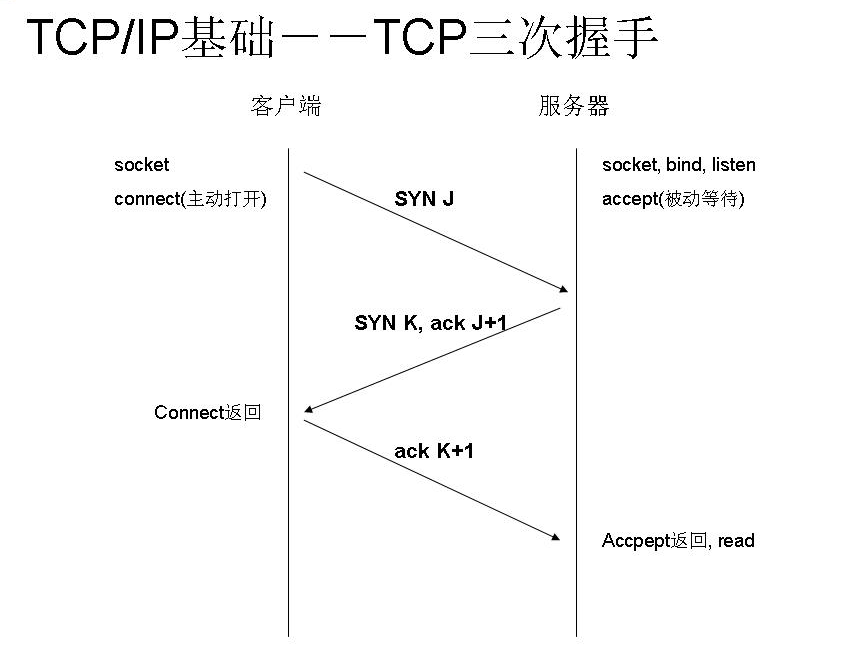 TCP/IP基础－－TCP三次握手
客户端
服务器
socket
socket, bind, listen
connect(主动打开)
SYN J
accept(被动等待)
SYN K, ack J+1
Connect返回
ack K+1
Accpept返回, read